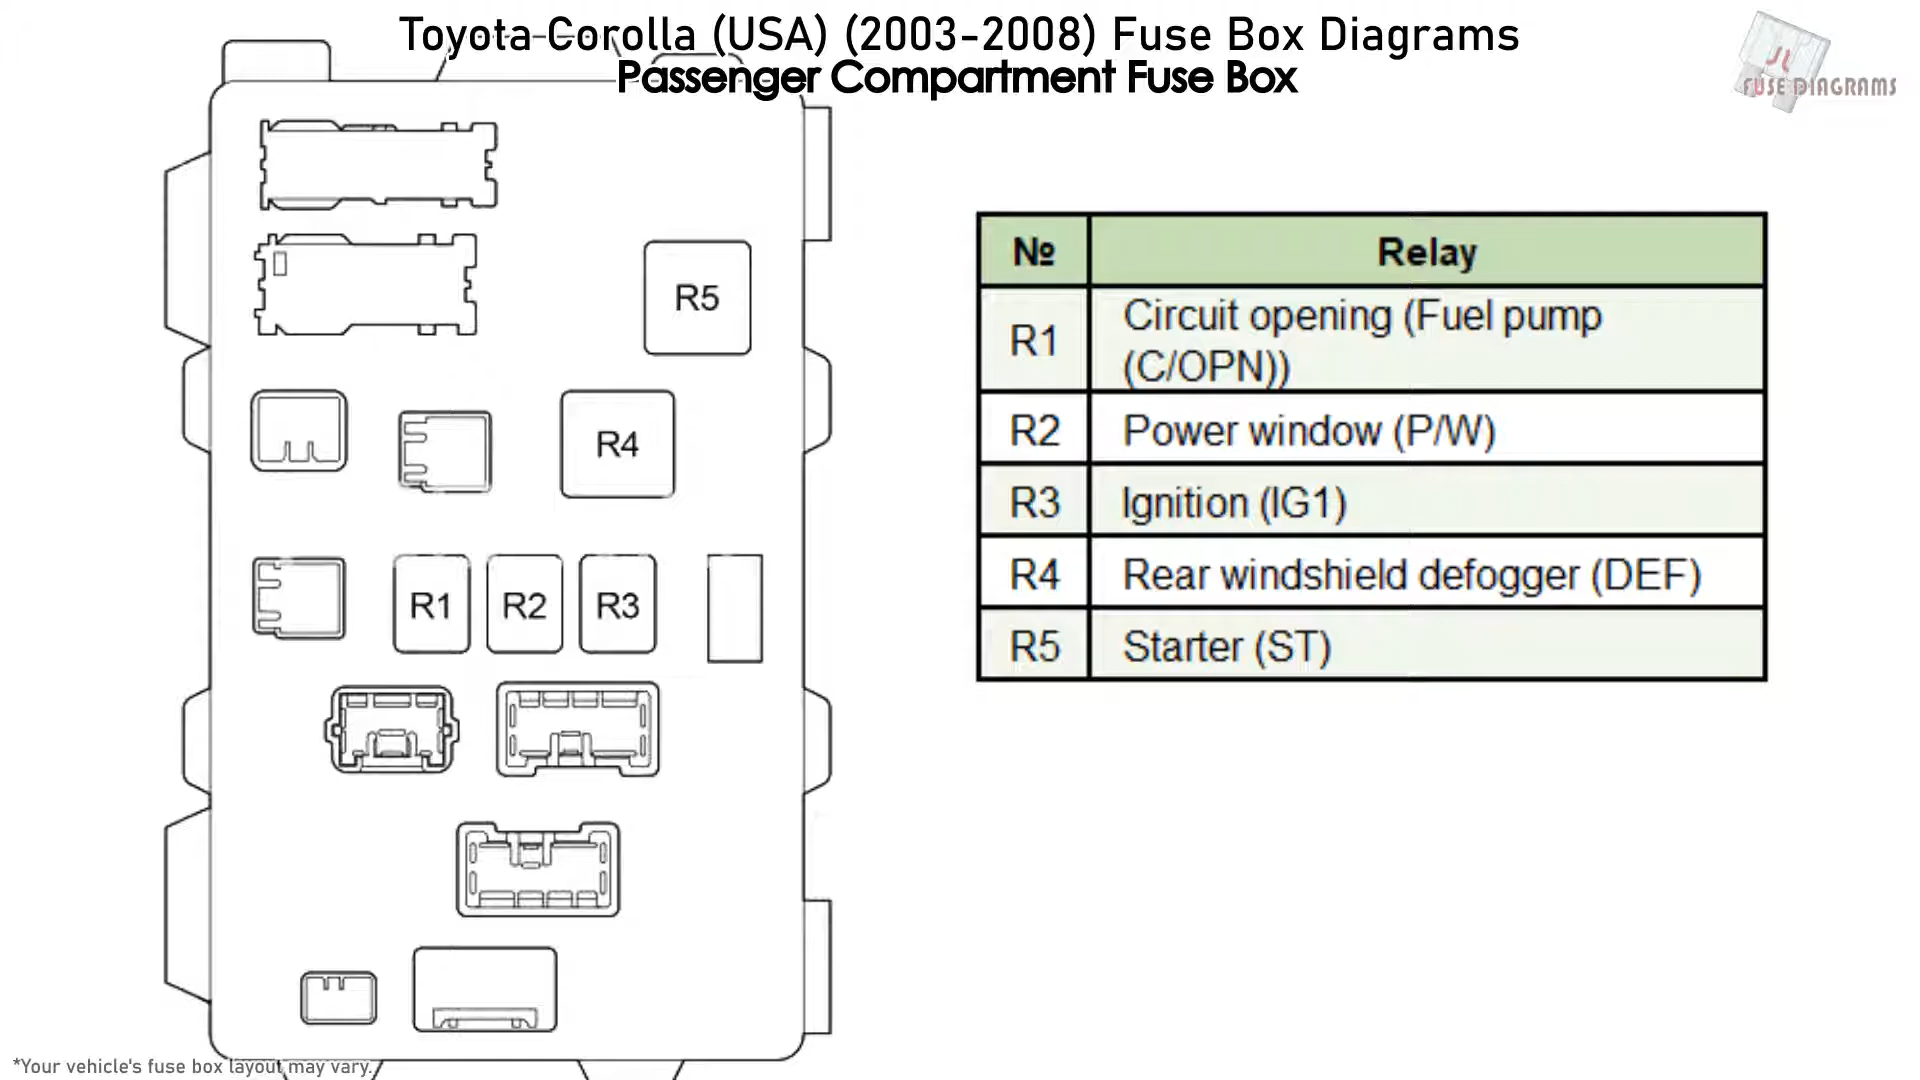 Toyota Corolla (USA) (2003-2008) Fuse Box Diagrams
Passenger Compartment Fuse Box
JL
FUSE DIAGRAMS
R5
R4
R1 R2 R3
№ Relay
R1 Circuit opening (Fuel pump
(C/OPN))
R2 Power window (P/W)
R3 Ignition (IG1)
R4 Rear windshield defogger (DEF)
R5 Starter (ST)
*Your vehicle's fuse box layout may vary.